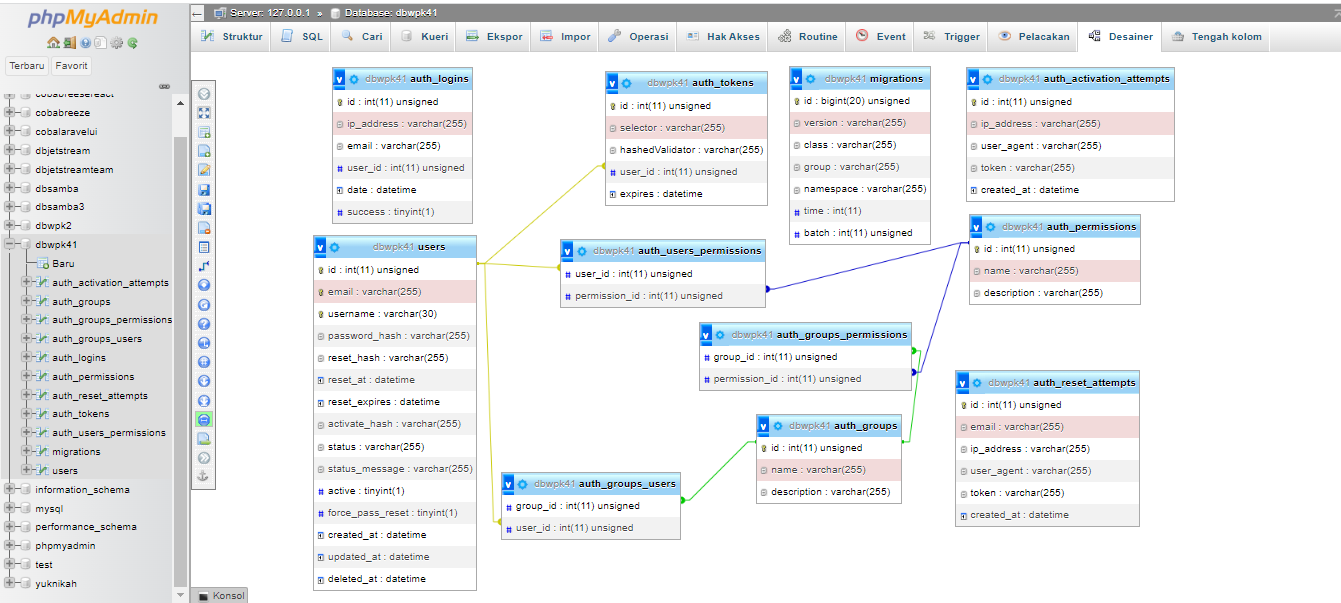 phpMyAdmin
Terbaru
Favorit
cobabreesereact
cobabreeze
cobalaravelui
dbjetstream
dbjetstreamteam
dbsamba
dbsamba3
dbwpk2
dbwpk41
Baru
auth_activation_attempts
auth_groups
auth_groups_permissions
auth_groups_users
auth_logins
auth_permissions
auth_reset_attempts
auth_tokens
auth_users_permissions
migrations
users
information_schema
mysql
performance_schema
phpmyadmin
test
yuknikah
Server: 127.0.0.1 » Database: dbwpk41
Struktur SQL Cari Kueri Ekspor Impor Operasi Hak Akses Routine Event Trigger Pelacakan Desainer Tengah kolom
v dbwpk41 auth_logins
id : int(11) unsigned
ip_address : varchar(255)
email : varchar(255)
# user_id : int(11) unsigned
date : datetime
# success : tinyint(1)
v dbwpk41 auth_tokens
id : int(11) unsigned
selector : varchar(255)
hashedValidator : varchar(255)
# user_id : int(11) unsigned
expires : datetime
v dbwpk41 migrations
id : bigint(20) unsigned
version : varchar(255)
class : varchar(255)
group : varchar(255)
namespace : varchar(255)
# time : int(11)
# batch : int(11) unsigned
v dbwpk41 auth_activation_attempts
id : int(11) unsigned
ip_address : varchar(255)
user_agent : varchar(255)
token : varchar(255)
created_at : datetime
v dbwpk41 users
id : int(11) unsigned
email : varchar(255)
username : varchar(30)
password_hash : varchar(255)
reset_hash : varchar(255)
reset_at : datetime
reset_expires : datetime
activate_hash : varchar(255)
status : varchar(255)
status_message : varchar(255)
# active : tinyint(1)
# force_pass_reset : tinyint(1)
created_at : datetime
updated_at : datetime
deleted_at : datetime
v dbwpk41 auth_users_permissions
# user_id : int(11) unsigned
# permission_id : int(11) unsigned
v dbwpk41 auth_permissions
id : int(11) unsigned
name : varchar(255)
description : varchar(255)
v dbwpk41 auth_groups_permissions
# group_id : int(11) unsigned
# permission_id : int(11) unsigned
v dbwpk41 auth_groups
id : int(11) unsigned
name : varchar(255)
description : varchar(255)
v dbwpk41 auth_reset_attempts
id : int(11) unsigned
email : varchar(255)
ip_address : varchar(255)
user_agent : varchar(255)
token : varchar(255)
created_at : datetime
v dbwpk41 auth_groups_users
# group_id : int(11) unsigned
# user_id : int(11) unsigned
Konsol